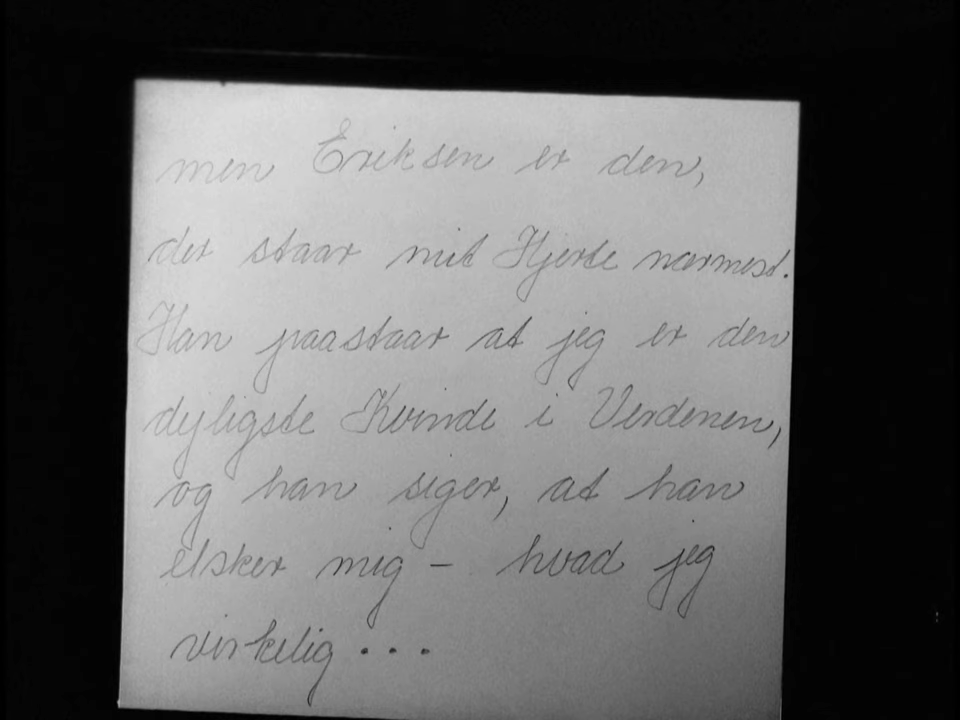 men Eriksen er den,
der staar mit Hjerte nærmest.
Han paastaar at jeg er den
dejligste Kvinde i Verdenen,
og han siger, at han
elsker mig – hvad jeg
virkelig...